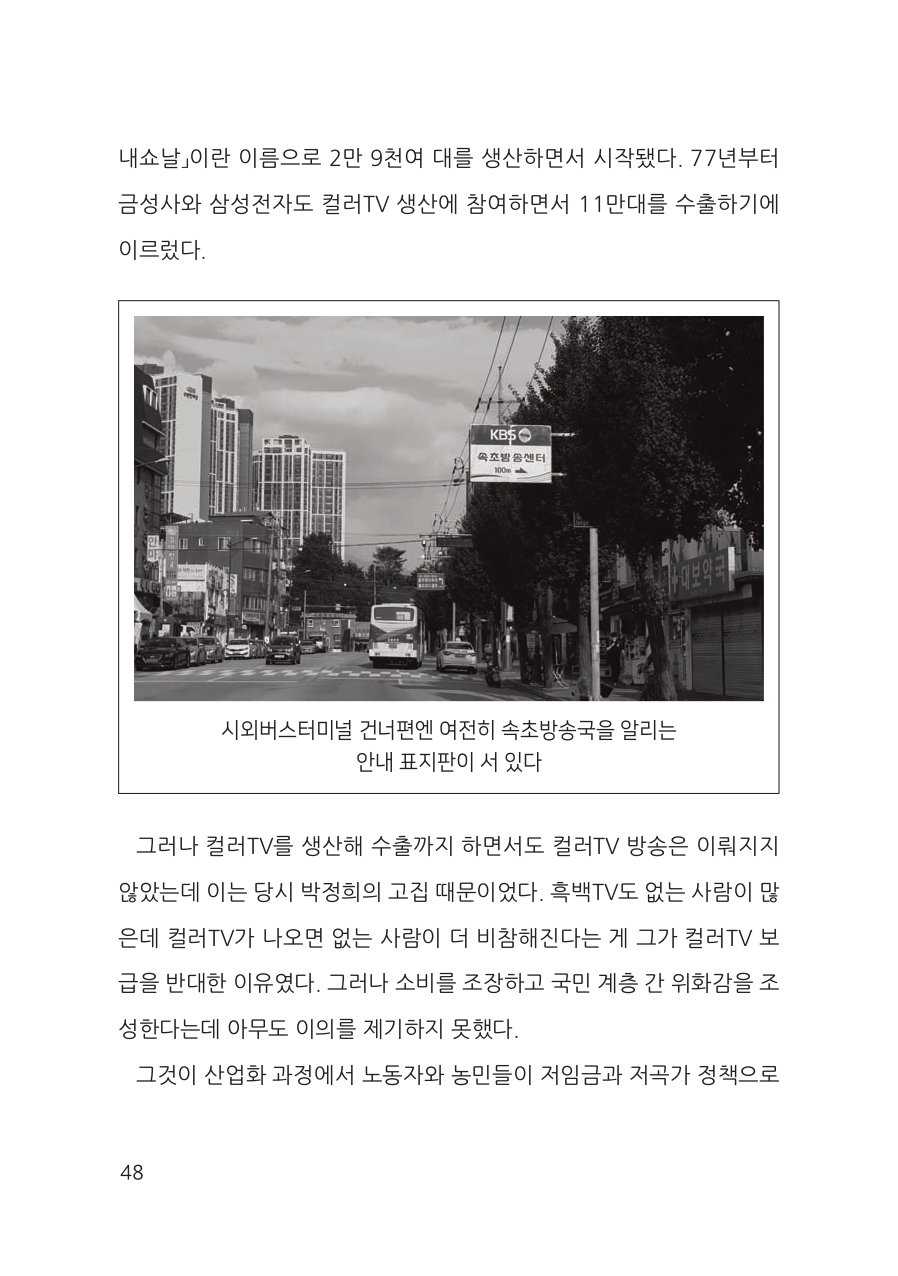 내쇼날」이란 이름으로 2만 9천여 대를 생산하면서 시작됐다. 77년부터
금성사와 삼성전자도 컬러TV 생산에 참여하면서 11만대를 수출하기에
이르렀다.
KBS
속초방송센터
100m
대보약국
시외버스터미널 건너편엔 여전히 속초방송국을 알리는
안내 표지판이 서 있다
그러나 컬러TV를 생산해 수출까지 하면서도 컬러TV 방송은 이뤄지지
않았는데 이는 당시 박정희의 고집 때문이었다. 흑백TV도 없는 사람이 많
은데 컬러TV가 나오면 없는 사람이 더 비참해진다는 게 그가 컬러TV 보
급을 반대한 이유였다. 그러나 소비를 조장하고 국민 계층 간 위화감을 조
성한다는데 아무도 이의를 제기하지 못했다.
그것이 산업화 과정에서 노동자와 농민들이 저임금과 저곡가 정책으로
48